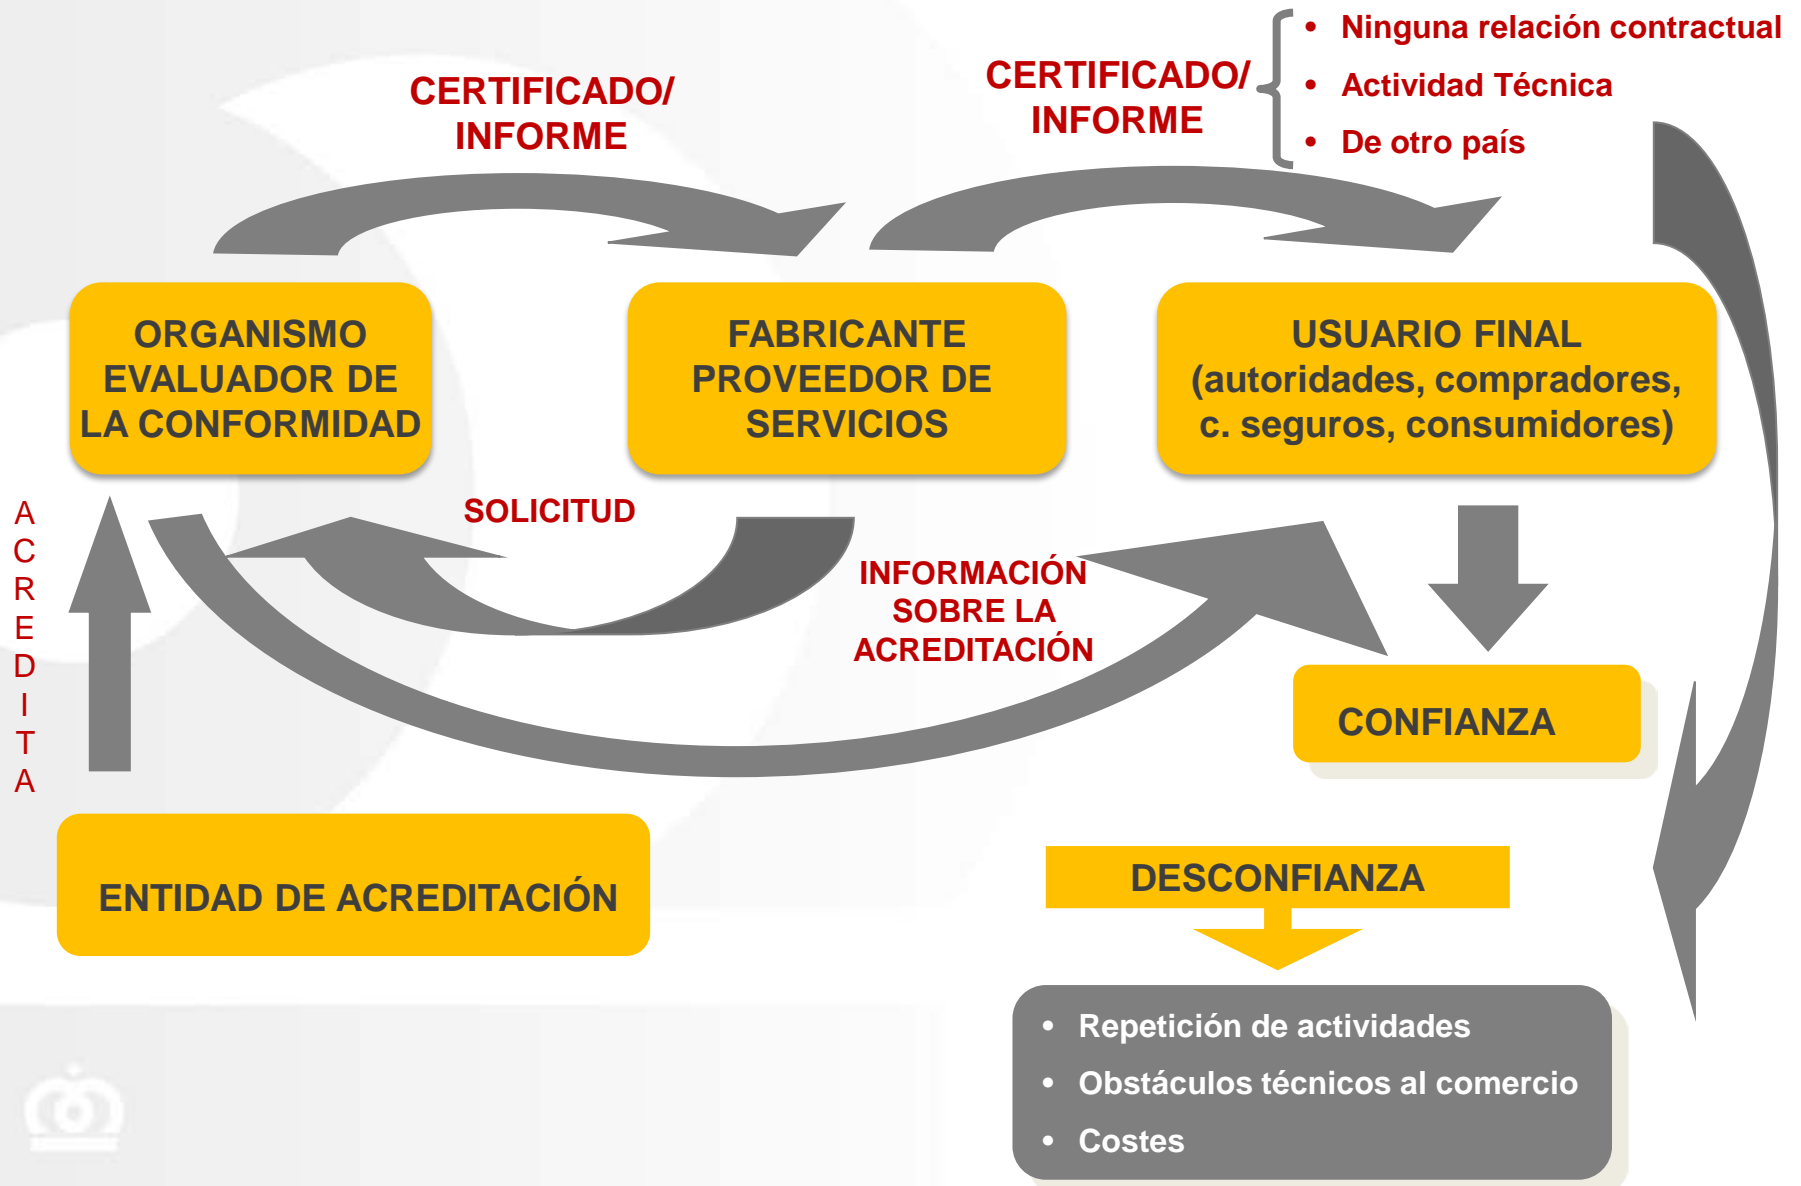 CERTIFICADO/
INFORME
CERTIFICADO/
INFORME
• Ninguna relación contractual
• Actividad Técnica
• De otro país
ORGANISMO
EVALUADOR DE
LA CONFORMIDAD
FABRICANTE
PROVEEDOR DE
SERVICIOS
USUARIO FINAL
(autoridades, compradores,
c. seguros, consumidores)
A
C
R
E
D
I
T
A
SOLICITUD
INFORMACIÓN
SOBRE LA
ACREDITACIÓN
CONFIANZA
ENTIDAD DE ACREDITACIÓN
DESCONFIANZA
• Repetición de actividades
• Obstáculos técnicos al comercio
• Costes